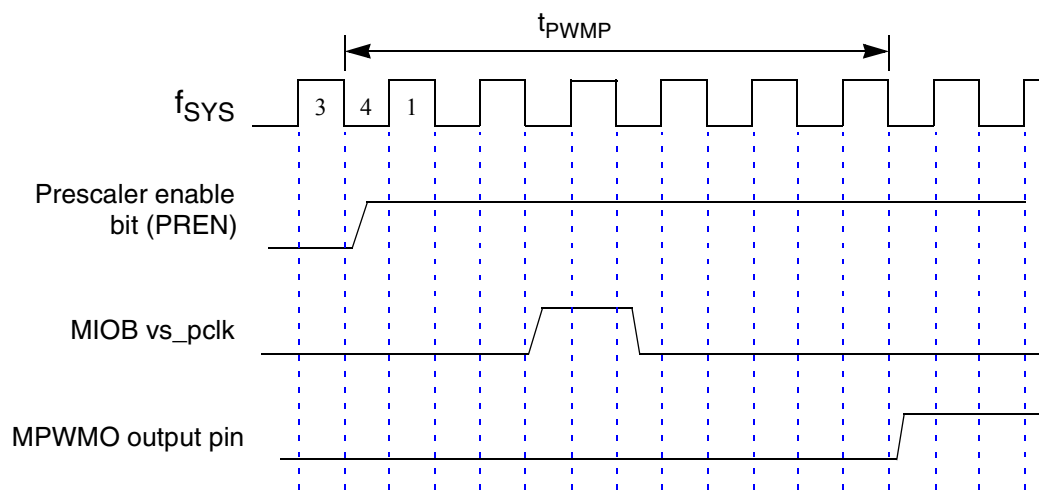 tPWMP
fSYS
3 4 1
Prescaler enable
bit (PREN)
MIOB vs_pclk
MPWMO output pin